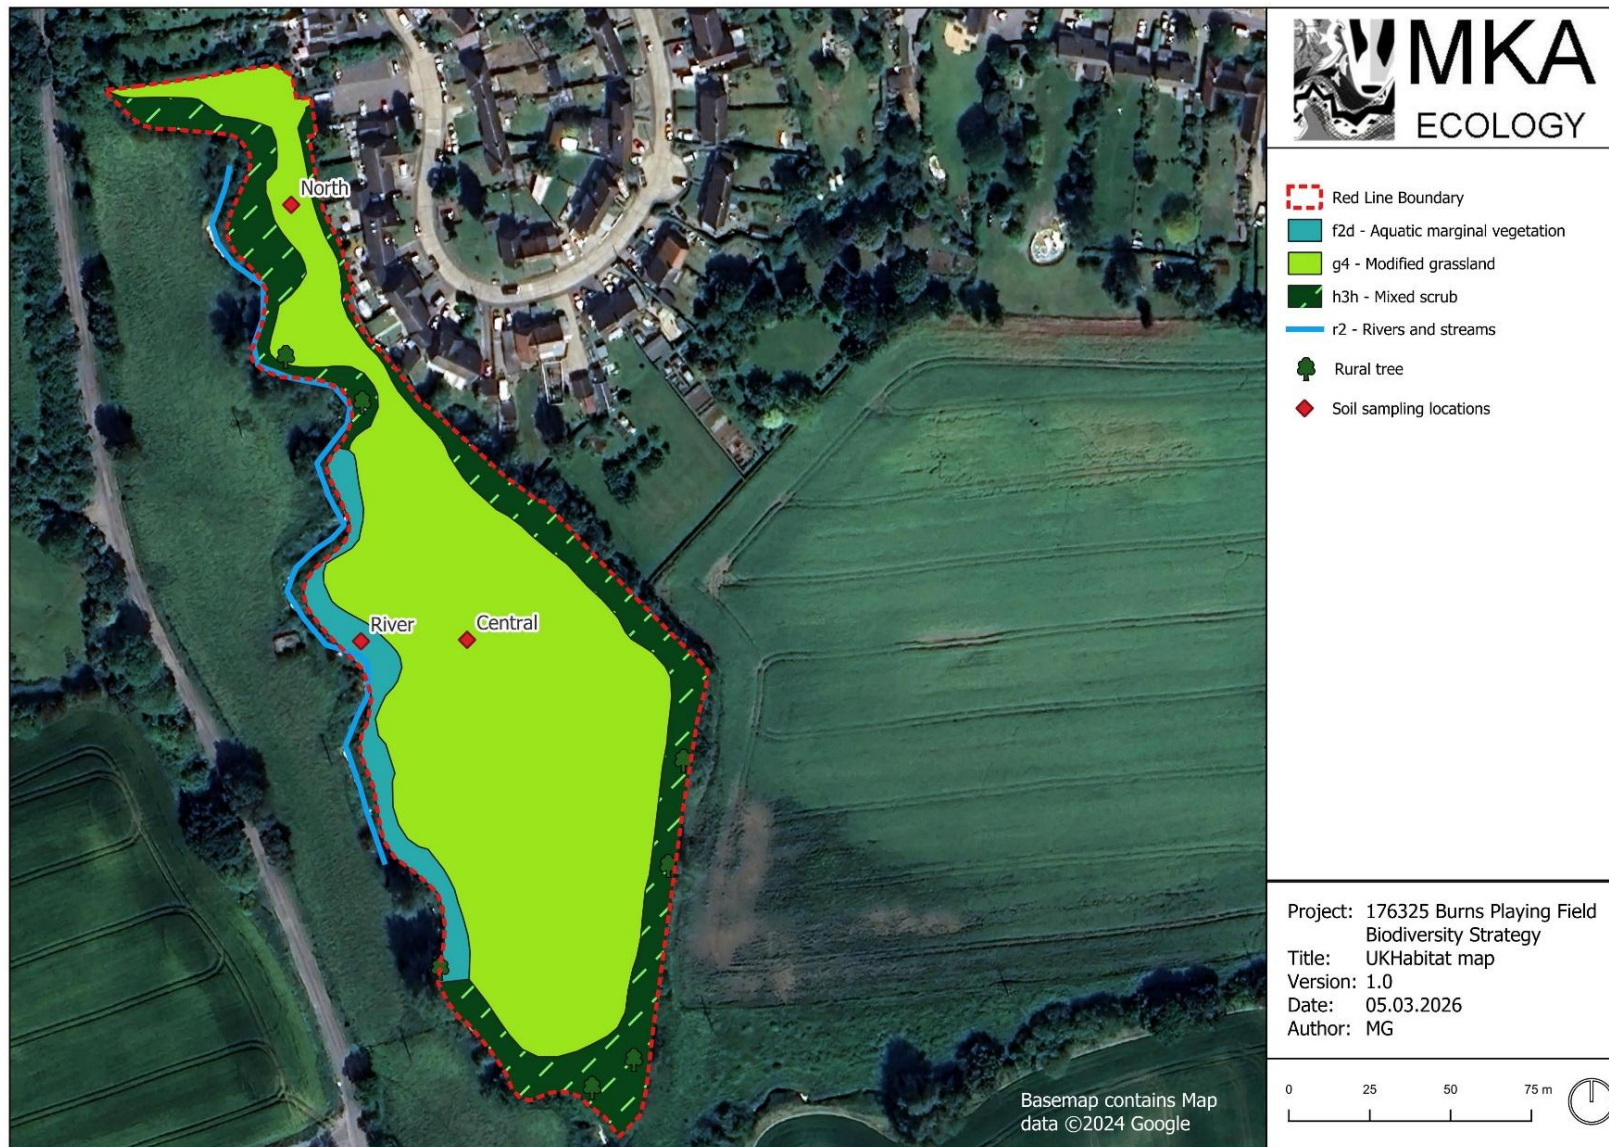 MKA
ECOLOGY
North
River
Central
Red Line Boundary
f2d - Aquatic marginal vegetation
g4 - Modified grassland
h3h - Mixed scrub
r2 - Rivers and streams
Rural tree
Soil sampling locations
Project: 176325 Burns Playing Field
Biodiversity Strategy
Title: UKHabitat map
Version: 1.0
Date: 05.03.2026
Author: MG
0 25 50 75 m
Basemap contains Map
data ©2024 Google